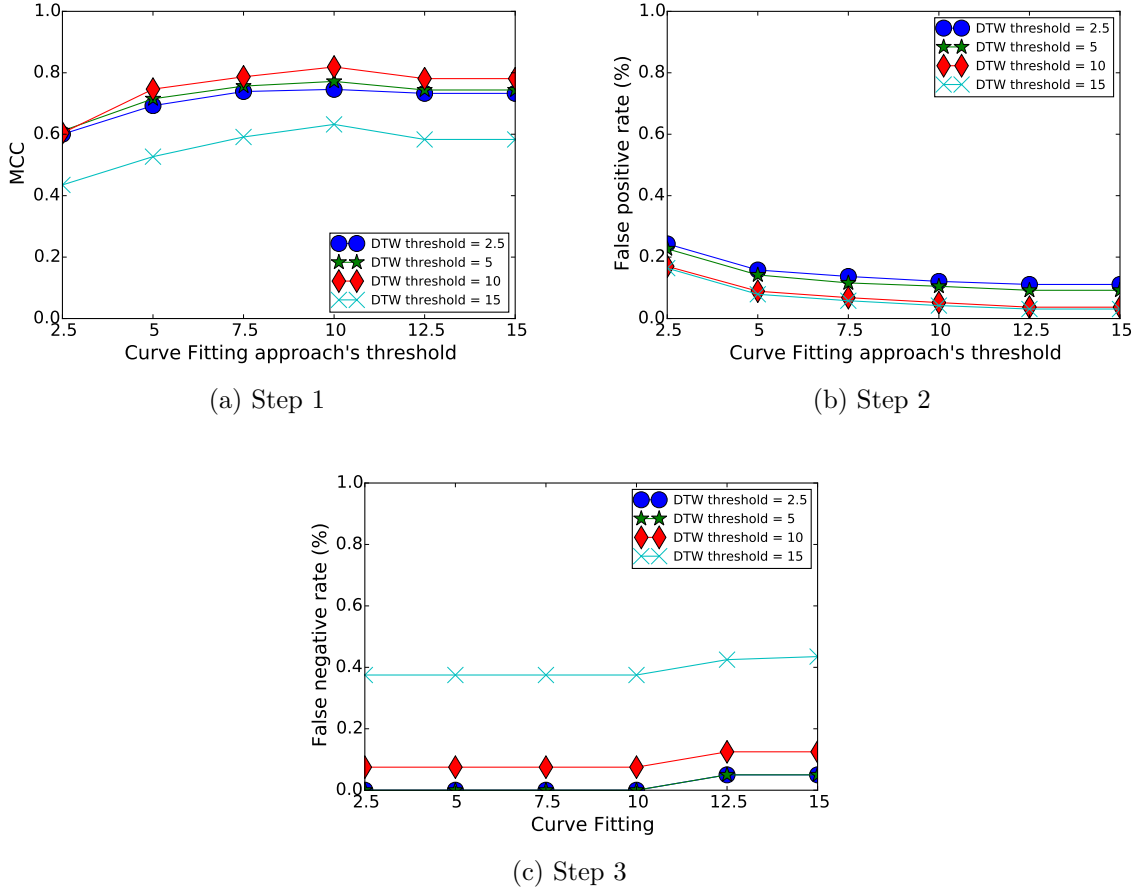 1.0
0.8
0.6
0.4
0.2
0.0
MCC
2.5
5
7.5
10
12.5
15
Curve Fitting approach's threshold
DTW threshold = 2.5
DTW threshold = 5
DTW threshold = 10
DTW threshold = 15
(a) Step 1
1.0
0.8
0.6
0.4
0.2
0.0
False positive rate (%)
2.5
5
7.5
10
12.5
15
Curve Fitting approach's threshold
DTW threshold = 2.5
DTW threshold = 5
DTW threshold = 10
DTW threshold = 15
(b) Step 2
1.0
0.8
0.6
0.4
0.2
0.0
False negative rate (%)
2.5
5
7.5
10
12.5
15
Curve Fitting
DTW threshold = 2.5
DTW threshold = 5
DTW threshold = 10
DTW threshold = 15
(c) Step 3